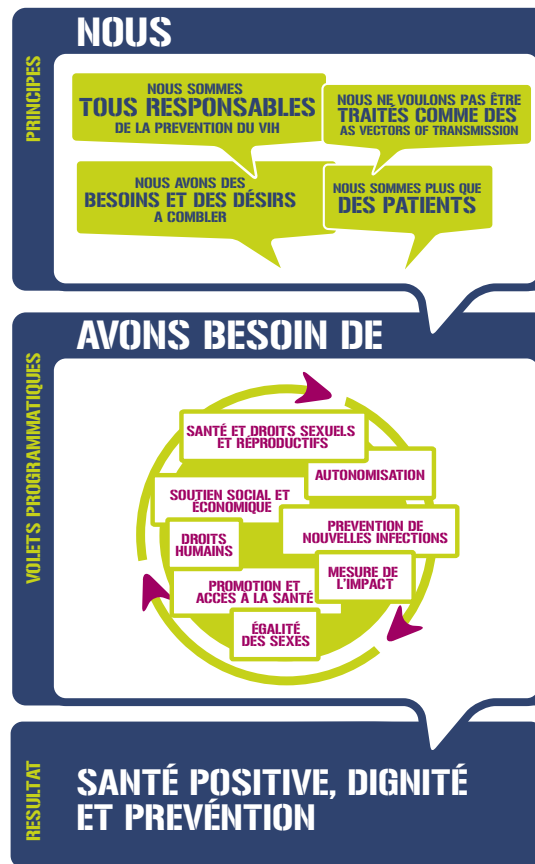 PRINCIPES
NOUS
NOUS SOMMES
TOUS RESPONSABLES
DE LA PREVENTION DU VIH
NOUS NE VOULONS PAS ÊTRE
TRAITÉS COMME DES
AS VECTORS OF TRANSMISSION
NOUS AVONS DES
BESOINS ET DES DÉSIRS
A COMBLER
NOUS SOMMES PLUS QUE
DES PATIENTS
VOLETS PROGRAMMATIQUES
AVONS BESOIN DE
SANTÉ ET DROITS SEXUELS
ET RÉPRODUCTIFS
AUTONOMISATION
SOUTIEN SOCIAL ET
ÉCONOMIQUE
PREVENTION DE
NOUVELLES INFECTIONS
DROITS
HUMAINS
MESURE DE
L'IMPACT
PROMOTION ET
ACCÈS À LA SANTÉ
ÉGALITÉ
DES SEXES
RESULTAT
SANTÉ POSITIVE, DIGNITÉ
ET PREVÉNTION